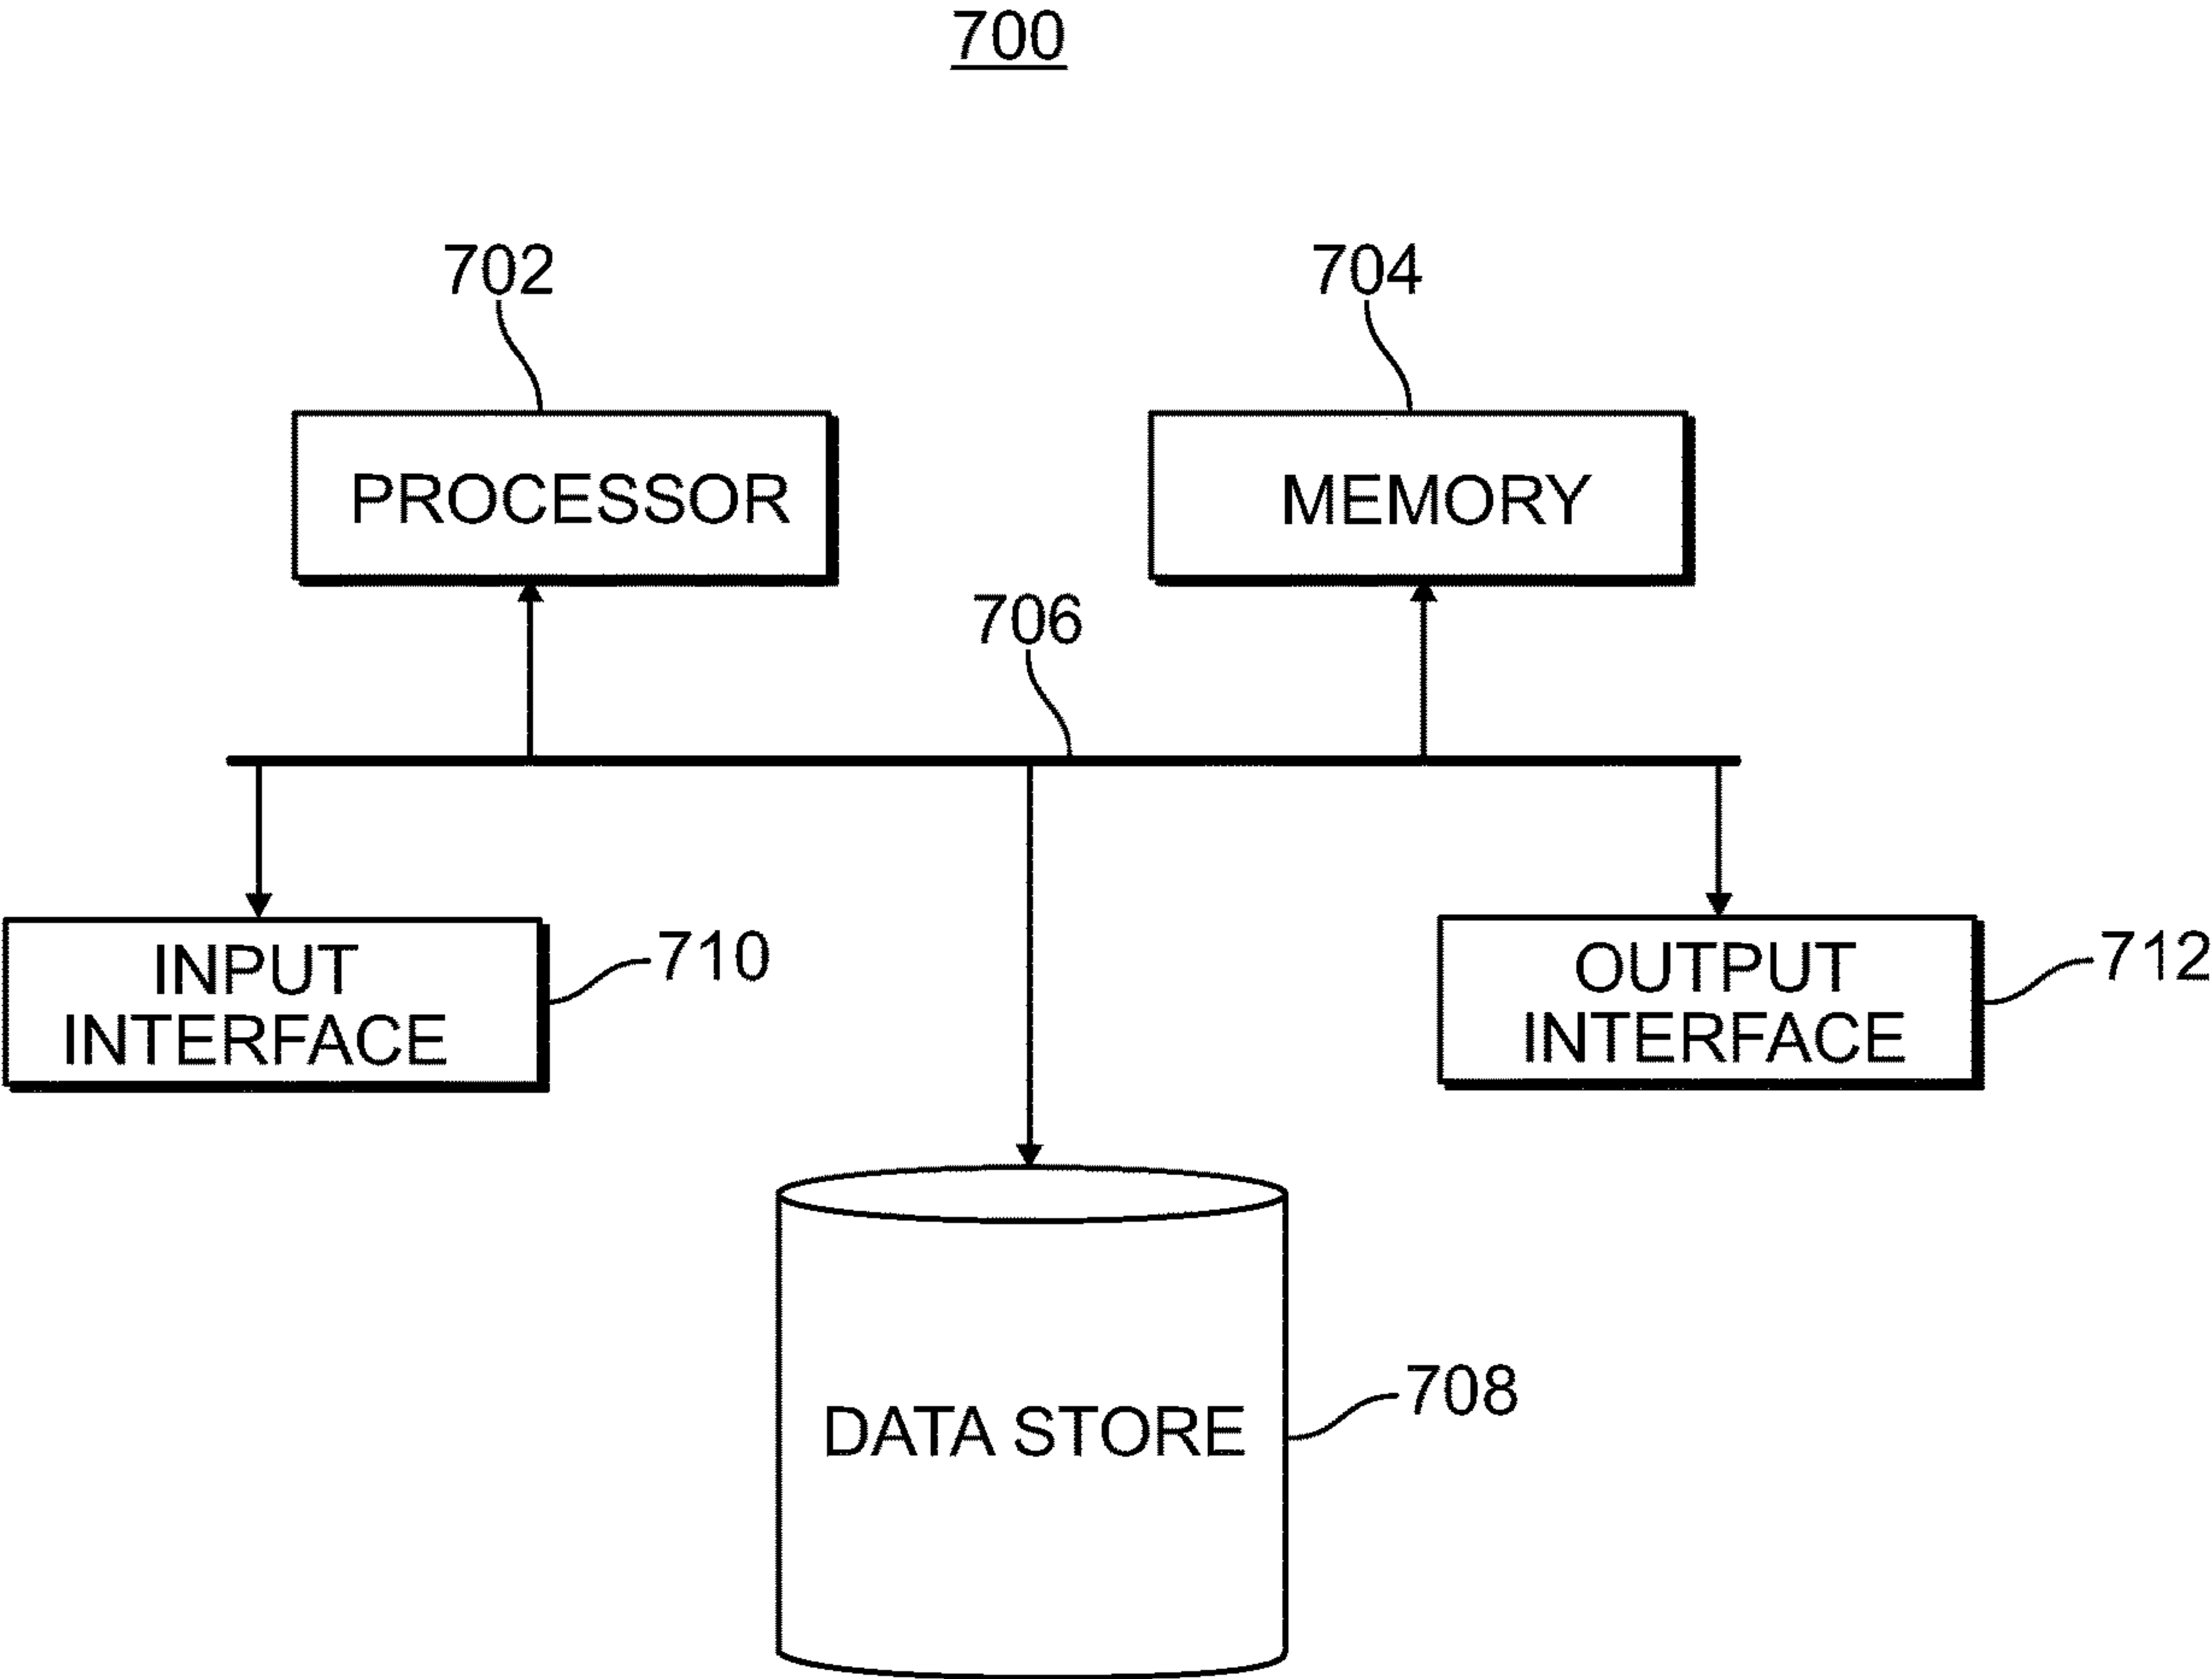 700
702
704
PROCESSOR
MEMORY
706
INPUT
INTERFACE
710
OUTPUT
INTERFACE
712
DATA STORE
708